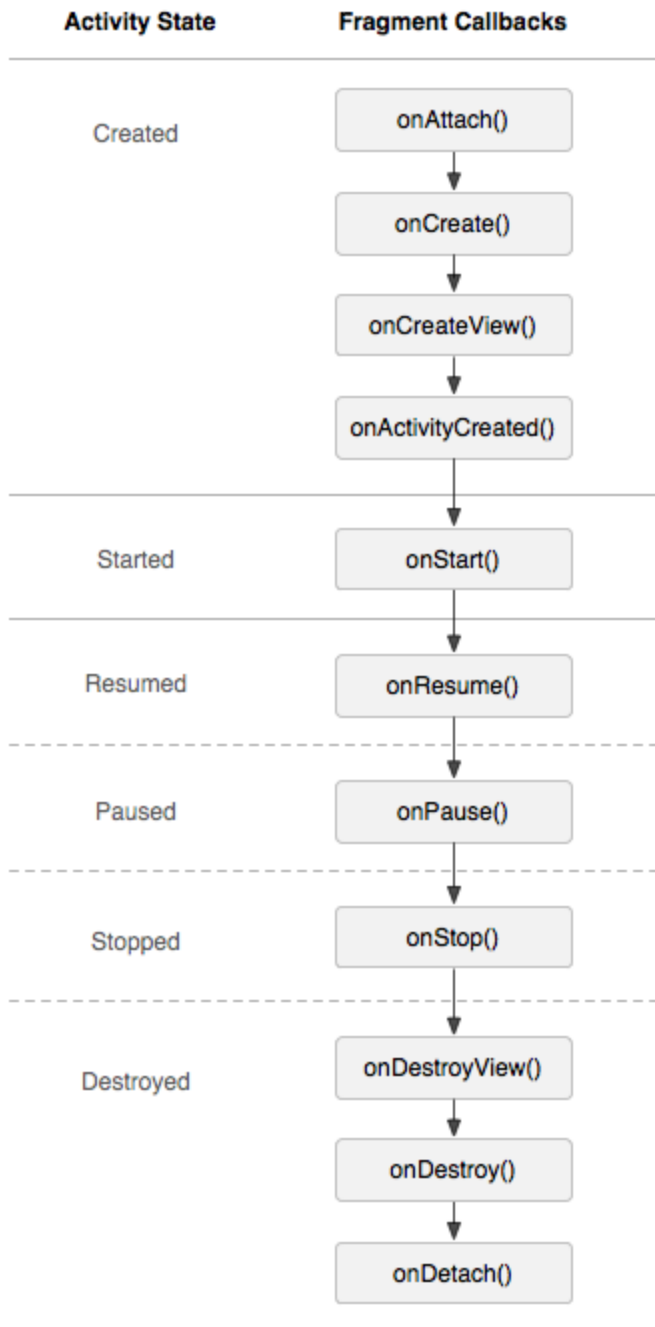 Activity State Fragment Callbacks
Created
onAttach()
onCreate()
onCreateView()
onActivityCreated()
Started
onStart()
Resumed
onResume()
Paused
onPause()
Stopped
onStop()
Destroyed
onDestroyView()
onDestroy()
onDetach()